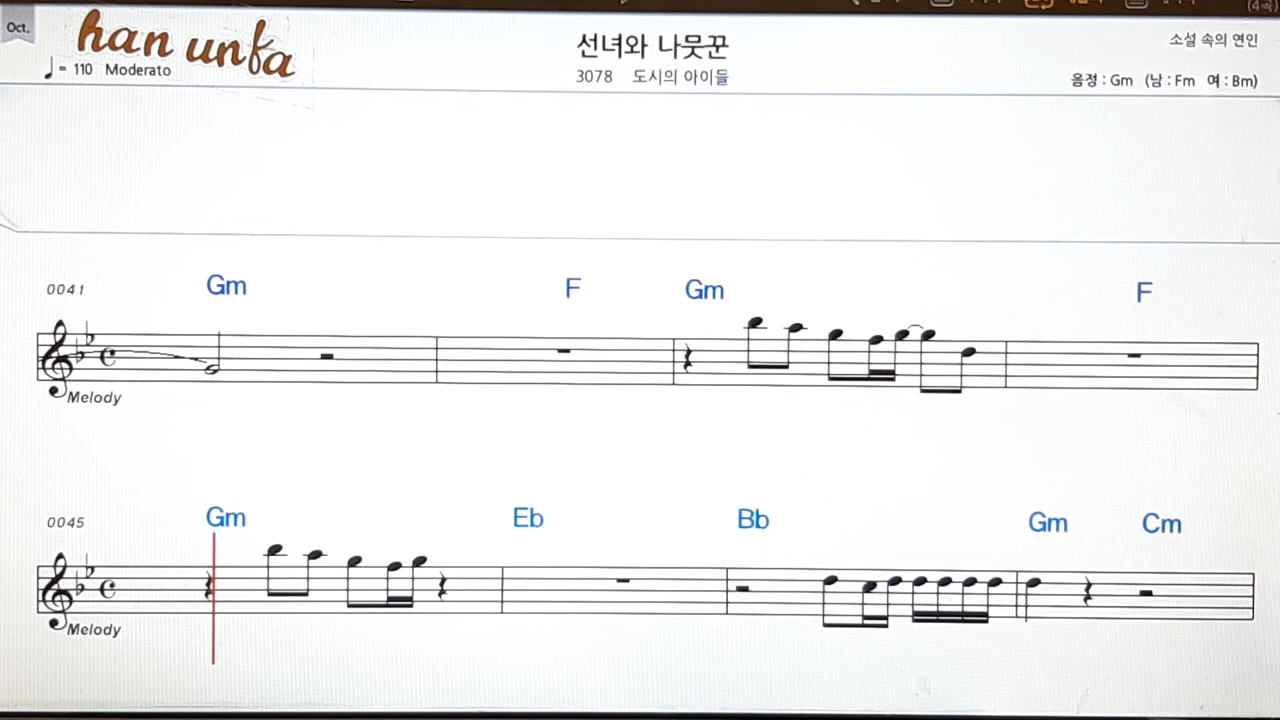 Oct.
han unfa
선녀와 나뭇꾼
소설 속의 연인
♩= 110 Moderato
3078 도시의 아이들
음정 : Gm (남 : Fm 여 : Bm)
0041 Gm F Gm F
Melody
0045 Gm Eb Bb Gm Cm
Melody